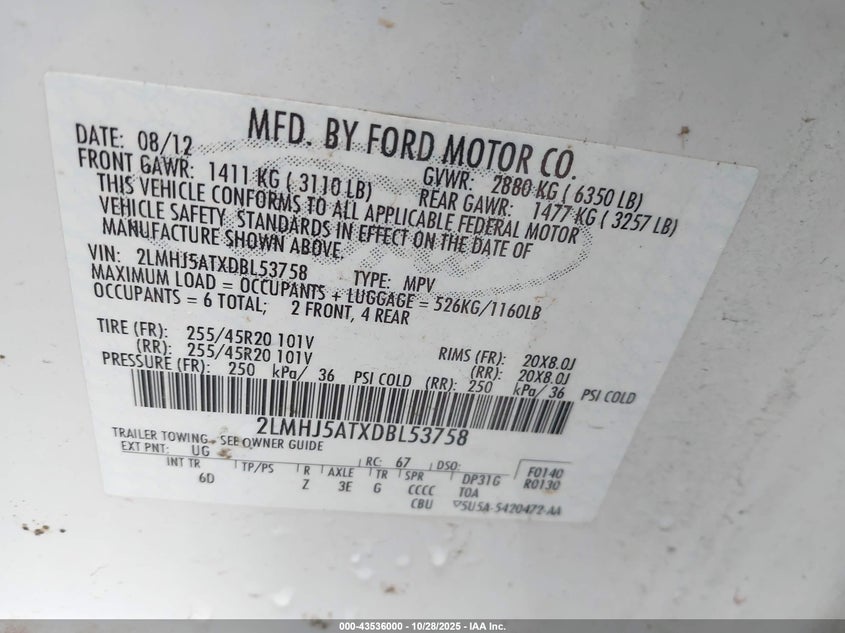 MFD. BY FORD MOTOR CO.
DATE: 08/12 GVWR: 2880 KG ( 6350 LB)
FRONT GAWR: 1411 KG ( 3110 LB) REAR GAWR: 1477 KG ( 3257 LB)
THIS VEHICLE CONFORMS TO ALL APPLICABLE FEDERAL MOTOR
VEHICLE SAFETY STANDARDS IN EFFECT ON THE DATE OF
MANUFACTURE SHOWN ABOVE.
VIN: 2LMHJ5ATXDBL53758 TYPE: MPV
MAXIMUM LOAD = OCCUPANTS + LUGGAGE = 526KG/1160LB
OCCUPANTS = 6 TOTAL; 2 FRONT, 4 REAR
TIRE (FR): 255/45R20 101V RIMS (FR): 20X8.0J
(RR): 255/45R20 101V (RR): 20X8.0J
PRESSURE (FR): 250 kPa/ 36 PSI COLD (RR): 250 kPa/ 36 PSI COLD
2LMHJ5ATXDBL53758
TRAILER TOWING - SEE OWNER GUIDE
EXT PNT: UG RC: 67 DSO: F0140
INT TR TP/PS R AXLE TR SPR DP31G R0130
6D Z 3E G CCCC TOA
CBU 5U5A-5420472-AA
000-43536000 - 10/28/2025 - IAA Inc.